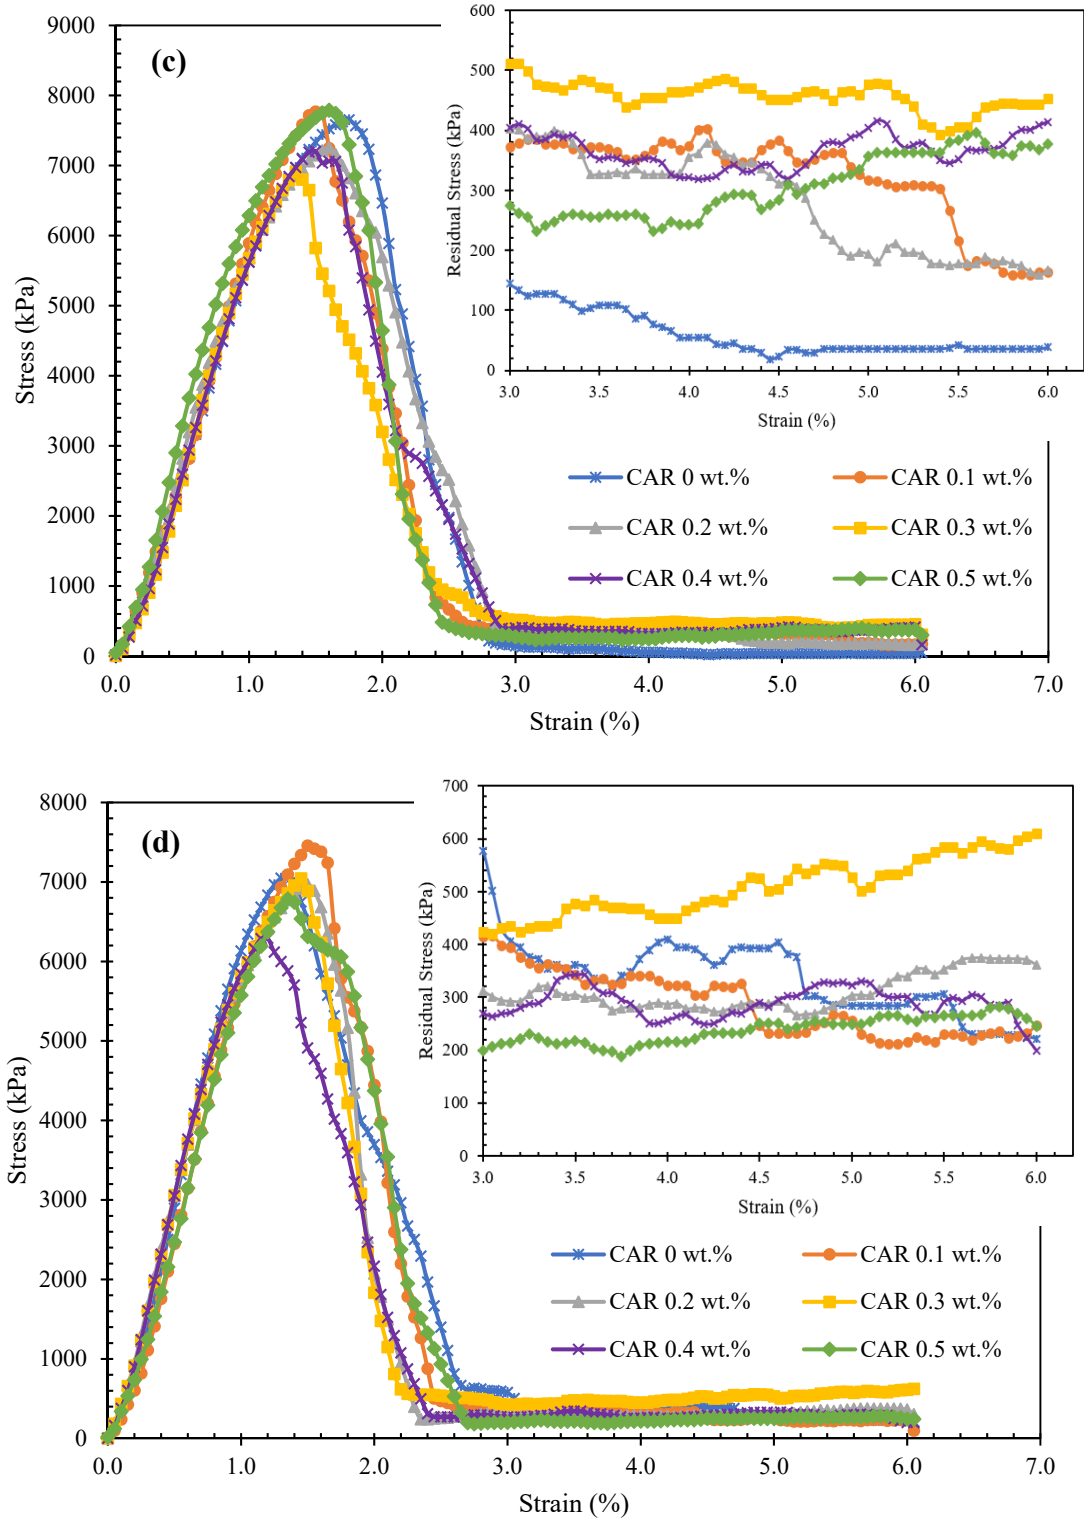 (c)
Stress (kPa)
9000
8000
7000
6000
5000
4000
3000
2000
1000
0
0.0 1.0 2.0 3.0 4.0 5.0 6.0 7.0
Strain (%)
Residual Stress (kPa)
600
500
400
300
200
100
0
3.0 3.5 4.0 4.5 5.0 5.5 6.0
Strain (%)
CAR 0 wt.% CAR 0.1 wt.%
CAR 0.2 wt.% CAR 0.3 wt.%
CAR 0.4 wt.% CAR 0.5 wt.%
(d)
Stress (kPa)
8000
7000
6000
5000
4000
3000
2000
1000
0
0.0 1.0 2.0 3.0 4.0 5.0 6.0 7.0
Strain (%)
Residual Stress (kPa)
700
600
500
400
300
200
100
0
3.0 3.5 4.0 4.5 5.0 5.5 6.0
Strain (%)
CAR 0 wt.% CAR 0.1 wt.%
CAR 0.2 wt.% CAR 0.3 wt.%
CAR 0.4 wt.% CAR 0.5 wt.%